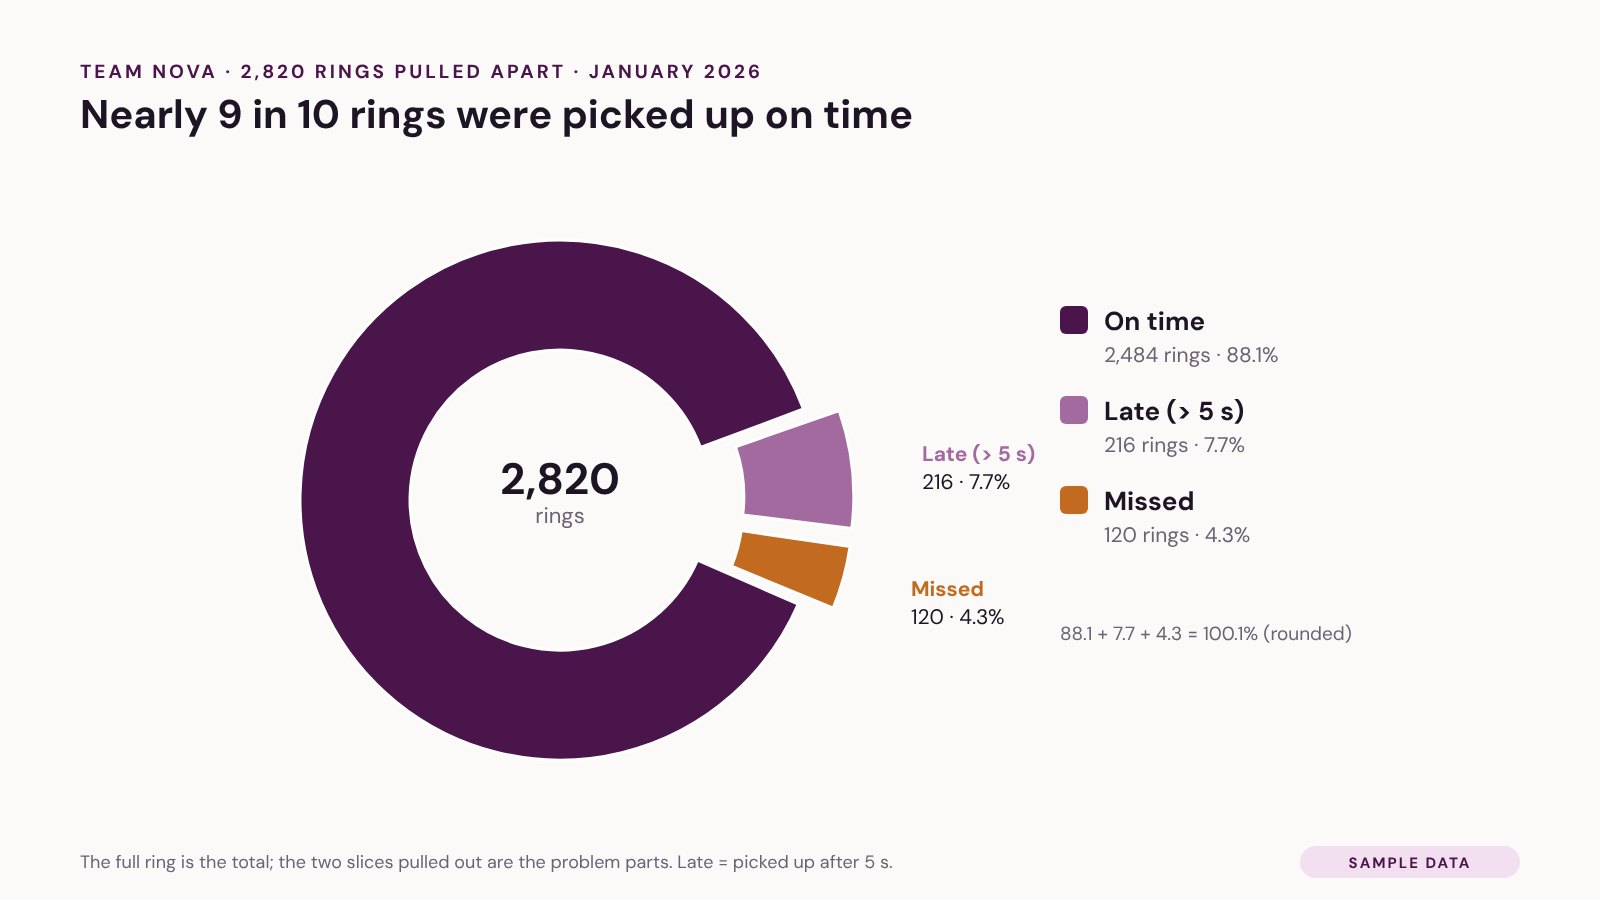 TEAM NOVA · 2,820 RINGS PULLED APART · JANUARY 2026
Nearly 9 in 10 rings were picked up on time
2,820
rings
Late (> 5 s)
216 · 7.7%
Missed
120 · 4.3%
On time
2,484 rings · 88.1%
Late (> 5 s)
216 rings · 7.7%
Missed
120 rings · 4.3%
88.1 + 7.7 + 4.3 = 100.1% (rounded)
The full ring is the total; the two slices pulled out are the problem parts. Late = picked up after 5 s.
SAMPLE DATA